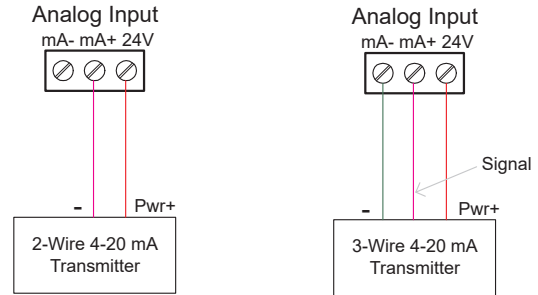 Analog Input
mA- mA+ 24V
- Pwr+
2-Wire 4-20 mA
Transmitter
Analog Input
mA- mA+ 24V
Signal
- Pwr+
3-Wire 4-20 mA
Transmitter